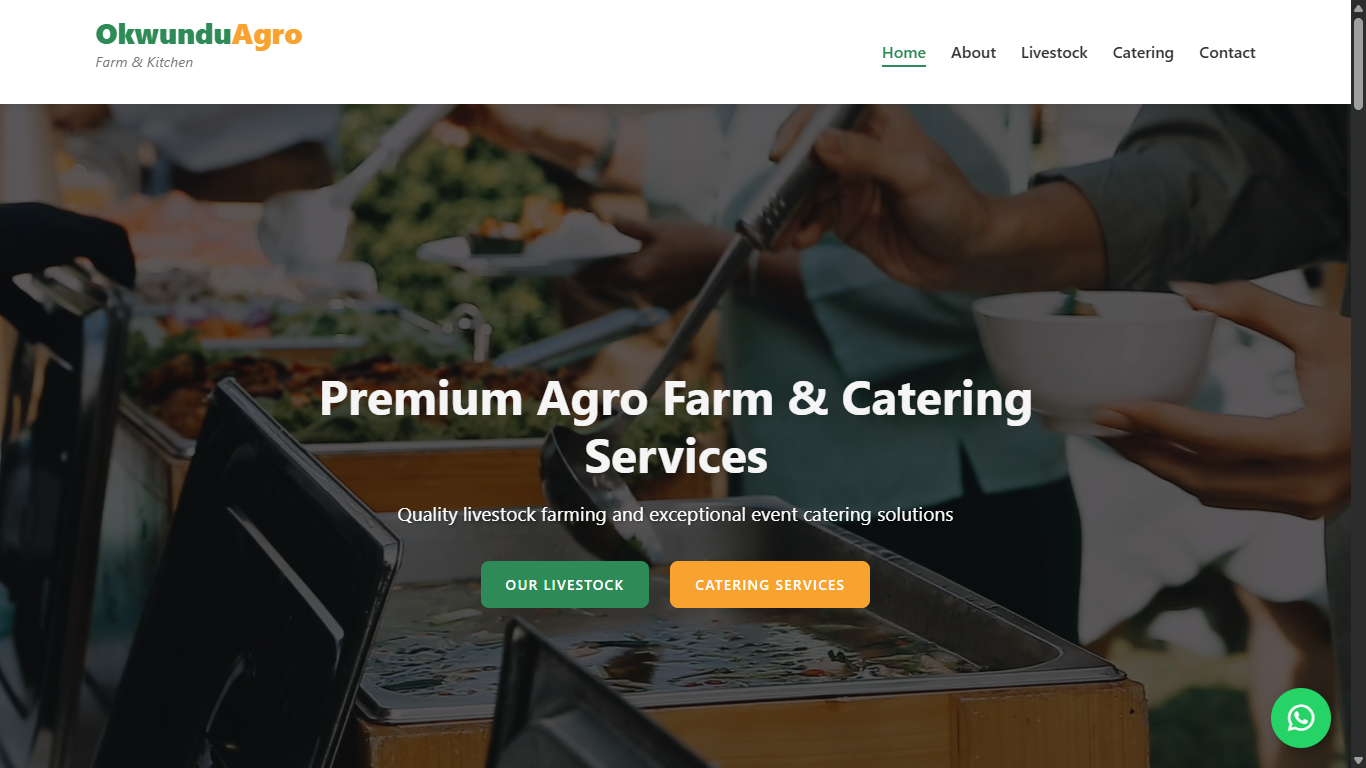 OkwunduAgro
Farm & Kitchen
Home About Livestock Catering Contact
Premium Agro Farm & Catering
Services
Quality livestock farming and exceptional event catering solutions
OUR LIVESTOCK CATERING SERVICES